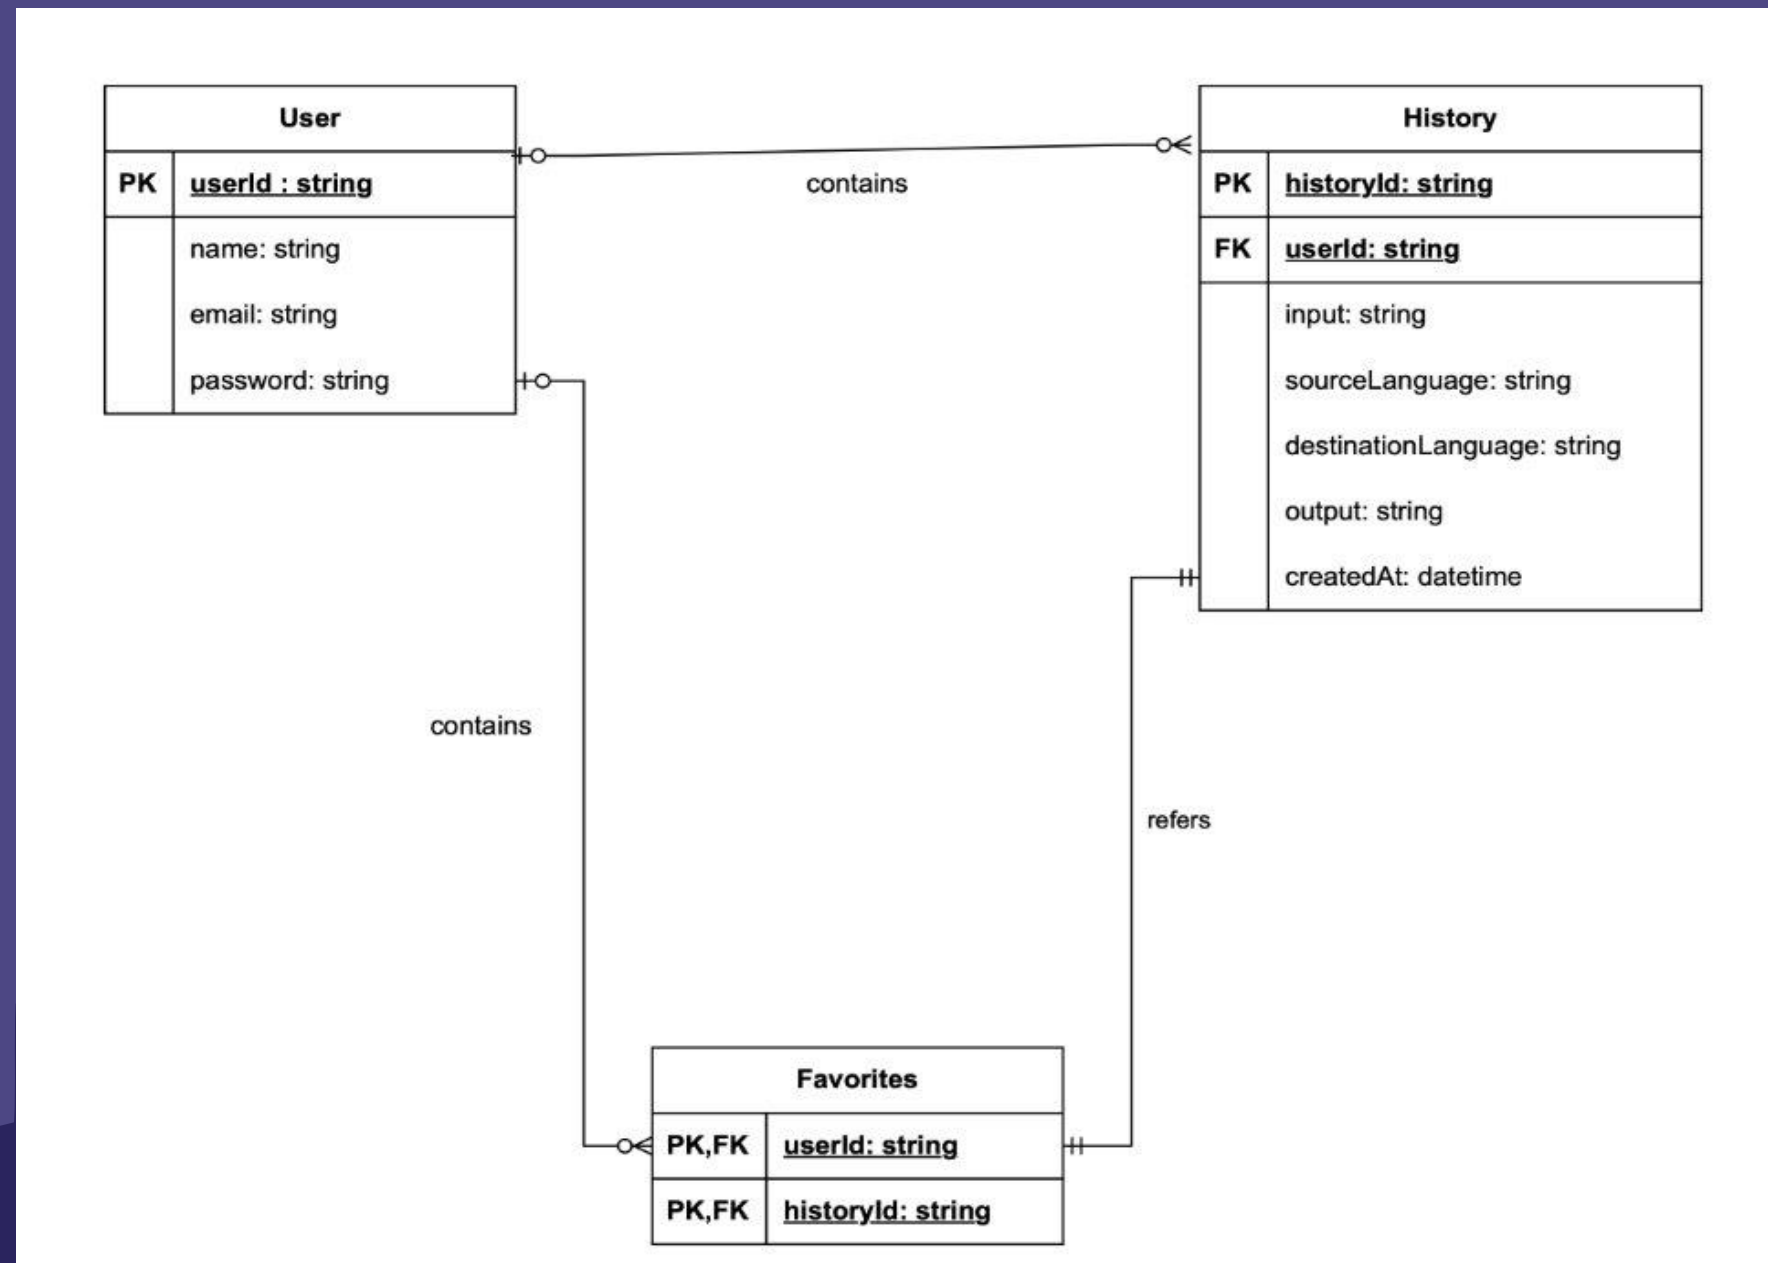 User
PK userId : string
name: string
email: string
password: string
contains
History
PK historyId: string
FK userId: string
input: string
sourceLanguage: string
destinationLanguage: string
output: string
createdAt: datetime
contains
refers
Favorites
PK,FK userId: string
PK,FK historyId: string